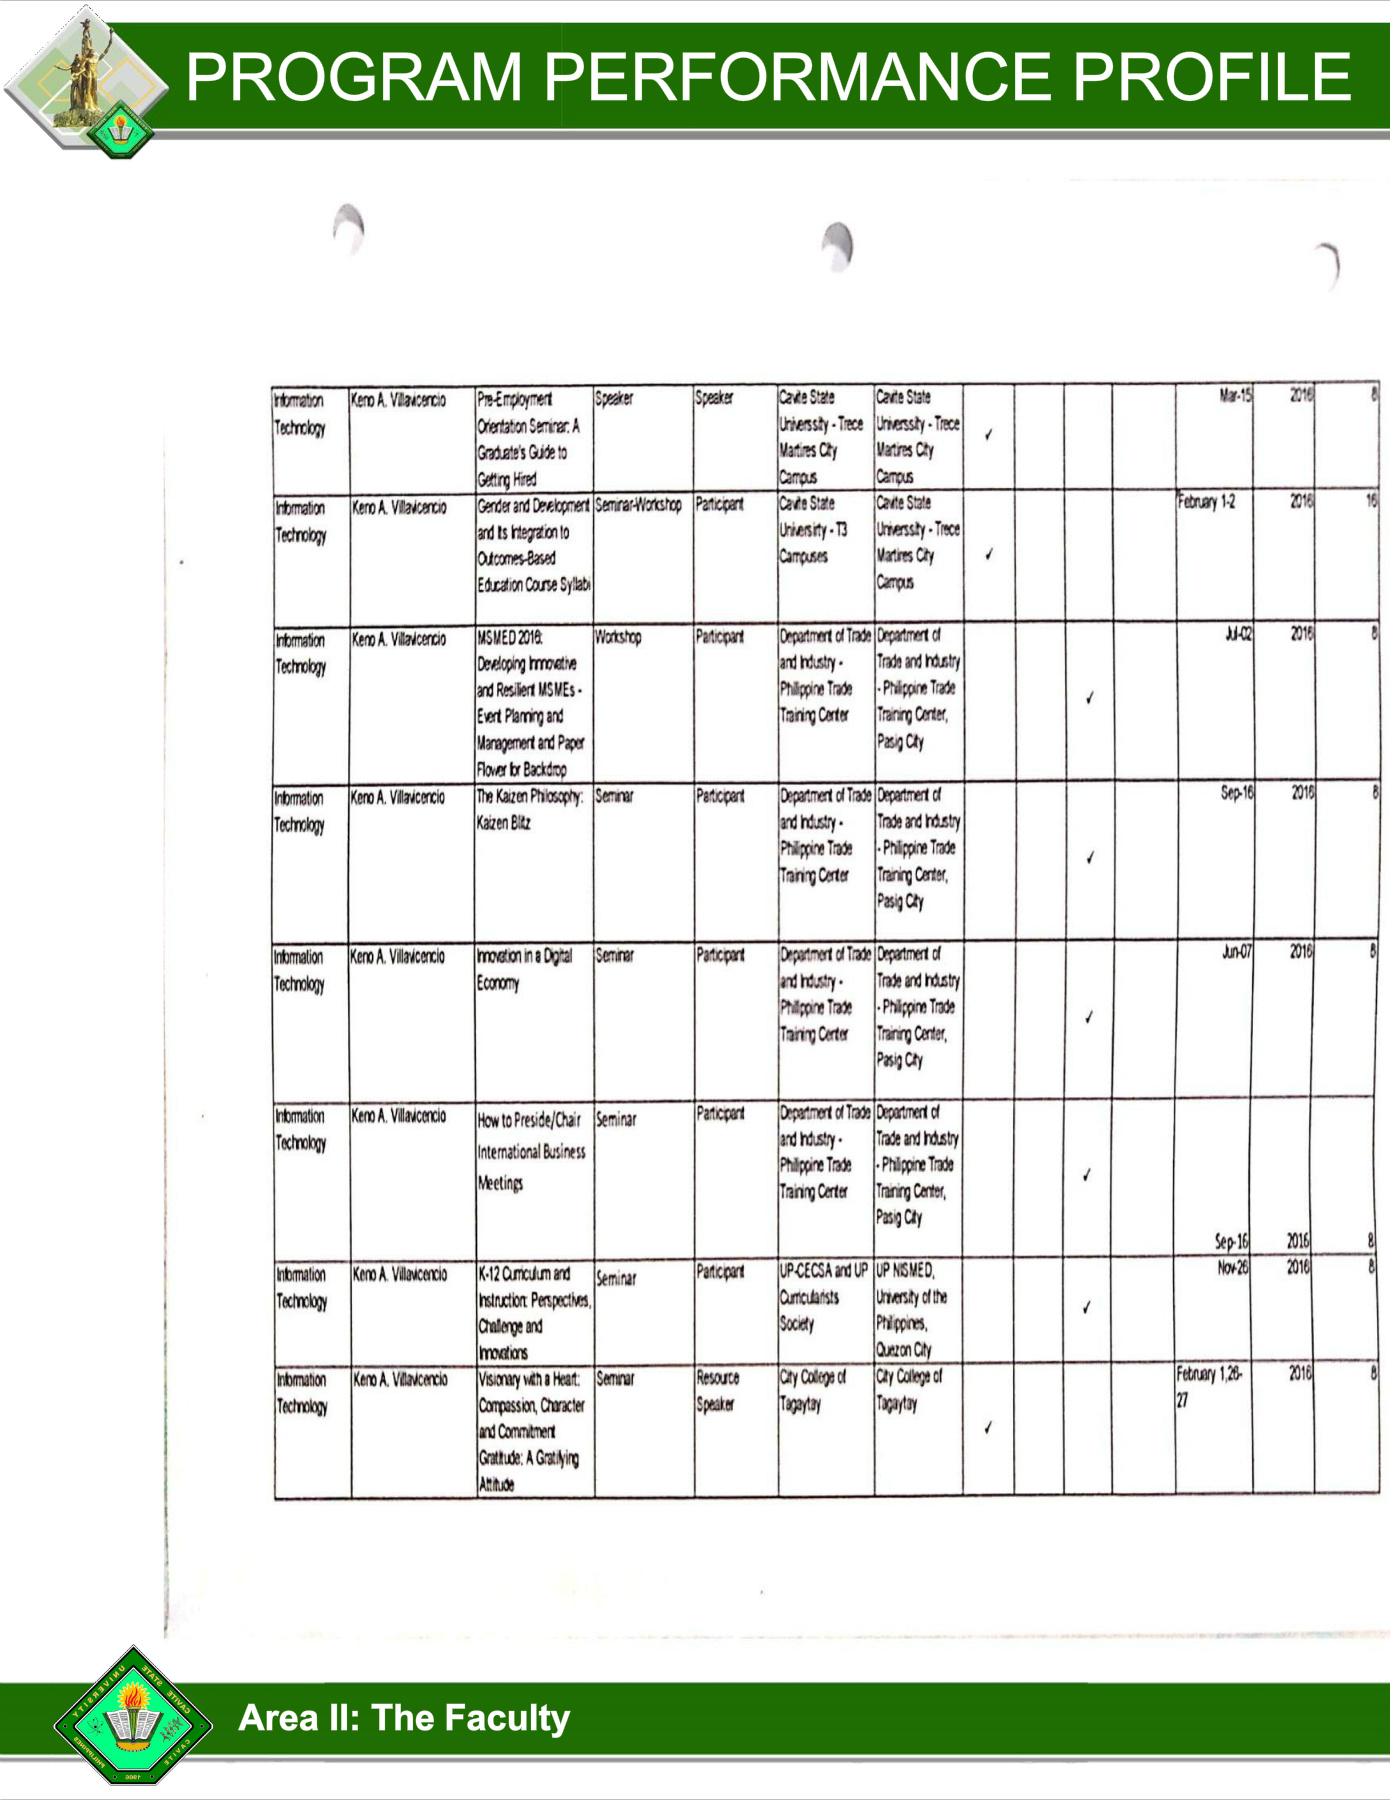 PROGRAM PERFORMANCE PROFILE
Information Technology Keno A. Villavicencio Pre-Employment Orientation Seminar: A Graduate's Guide to Getting Hired Speaker Speaker Cavite State Universsity - Trece Martires City Campus Cavite State Universsity - Trece Martires City Campus ✓ Mar-15 2016 8
Information Technology Keno A. Villavicencio Gender and Development and Its Integration to Outcomes-Based Education Course Syllabi Seminar-Workshop Participant Cavite State Universirty - T3 Campuses Cavite State Universsity - Trece Martires City Campus ✓ February 1-2 2016 16
Information Technology Keno A. Villavicencio MSMED 2016: Developing Innnovative and Resilient MSMEs - Event Planning and Management and Paper Flower for Backdrop Workshop Participant Department of Trade and Industry - Philippine Trade Training Center Department of Trade and Industry - Philippine Trade Training Center, Pasig City ✓ Jul-02 2016 8
Information Technology Keno A. Villavicencio The Kaizen Philosophy: Kaizen Blitz Seminar Participant Department of Trade and Industry - Philippine Trade Training Center Department of Trade and Industry - Philippine Trade Training Center, Pasig City ✓ Sep-16 2016 8
Information Technology Keno A. Villavicencio Innovation in a Digital Economy Seminar Participant Department of Trade and Industry - Philippine Trade Training Center Department of Trade and Industry - Philippine Trade Training Center, Pasig City ✓ Jun-07 2016 8
Information Technology Keno A. Villavicencio How to Preside/Chair International Business Meetings Seminar Participant Department of Trade and Industry - Philippine Trade Training Center Department of Trade and Industry - Philippine Trade Training Center, Pasig City ✓ Sep-16 2016 8
Information Technology Keno A. Villavicencio K-12 Curriculum and Instruction: Perspectives, Challenge and Innovations Seminar Participant UP-CECSA and UP Curricularists Society UP NISMED, University of the Philippines, Quezon City ✓ Nov-26 2016 8
Information Technology Keno A. Villavicencio Visionary with a Heart: Compassion, Character and Commitment Gratitude: A Gratifying Attitude Seminar Resource Speaker City College of Tagaytay City College of Tagaytay ✓ February 1,26-27 2016 8
CAVITE STATE UNIVERSITY
CAVITE PHILIPPINES
1906
Area II: The Faculty